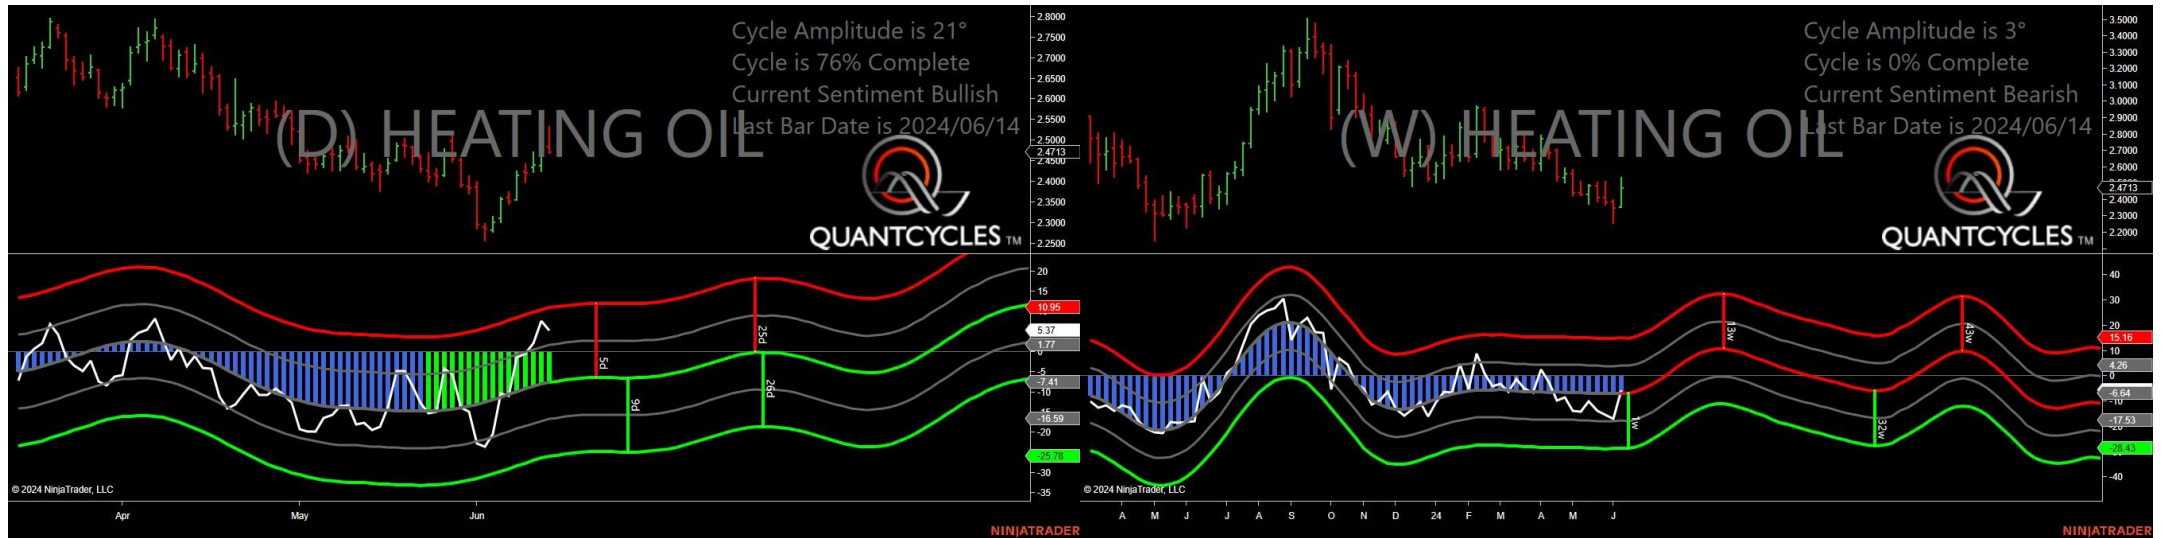 Cycle Amplitude is 21°
Cycle is 76% Complete
Current Sentiment Bullish
Last Bar Date is 2024/06/14
(D) HEATING OIL
QUANTCYCLES TM
2.8000
2.7500
2.7000
2.6500
2.6000
2.5500
2.5000
2.4713
2.4500
2.4000
2.3500
2.3000
2.2500
20
15
10.95
5.37
1.77
0
-5
-7.41
-10
-15
-16.59
-20
-25.78
-30
-35
5d
9d
25d
26d
© 2024 NinjaTrader, LLC
Apr
May
Jun
NINJATRADER
Cycle Amplitude is 3°
Cycle is 0% Complete
Current Sentiment Bearish
Last Bar Date is 2024/06/14
(W) HEATING OIL
QUANTCYCLES TM
3.5000
3.4000
3.3000
3.2000
3.1000
3.0000
2.9000
2.8000
2.7000
2.6000
2.4713
2.4000
2.3000
2.2000
40
30
20
15.16
10
4.26
0
-6.64
-10
-17.53
-20
-28.43
-40
1w
13w
32w
43w
© 2024 NinjaTrader, LLC
A M J J A S O N D 24 F M A M J
NINJATRADER